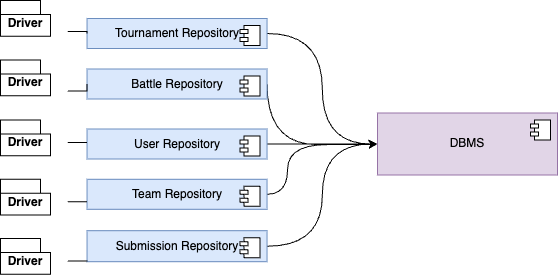 Driver
Tournament Repository
Driver
Battle Repository
Driver
User Repository
DBMS
Driver
Team Repository
Driver
Submission Repository